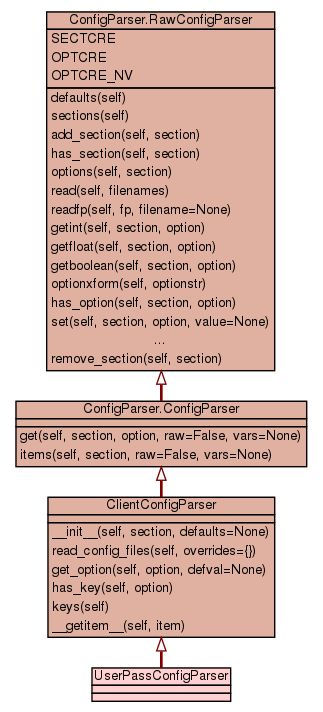 ConfigParser.RawConfigParser
SECTCRE
OPTCRE
OPTCRE_NV
defaults(self)
sections(self)
add_section(self, section)
has_section(self, section)
options(self, section)
read(self, filenames)
readfp(self, fp, filename=None)
getint(self, section, option)
getfloat(self, section, option)
getboolean(self, section, option)
optionxform(self, optionstr)
has_option(self, section, option)
set(self, section, option, value=None)
...
remove_section(self, section)
ConfigParser.ConfigParser
get(self, section, option, raw=False, vars=None)
items(self, section, raw=False, vars=None)
ClientConfigParser
__init__(self, section, defaults=None)
read_config_files(self, overrides={})
get_option(self, option, defval=None)
has_key(self, option)
keys(self)
__getitem__(self, item)
UserPassConfigParser